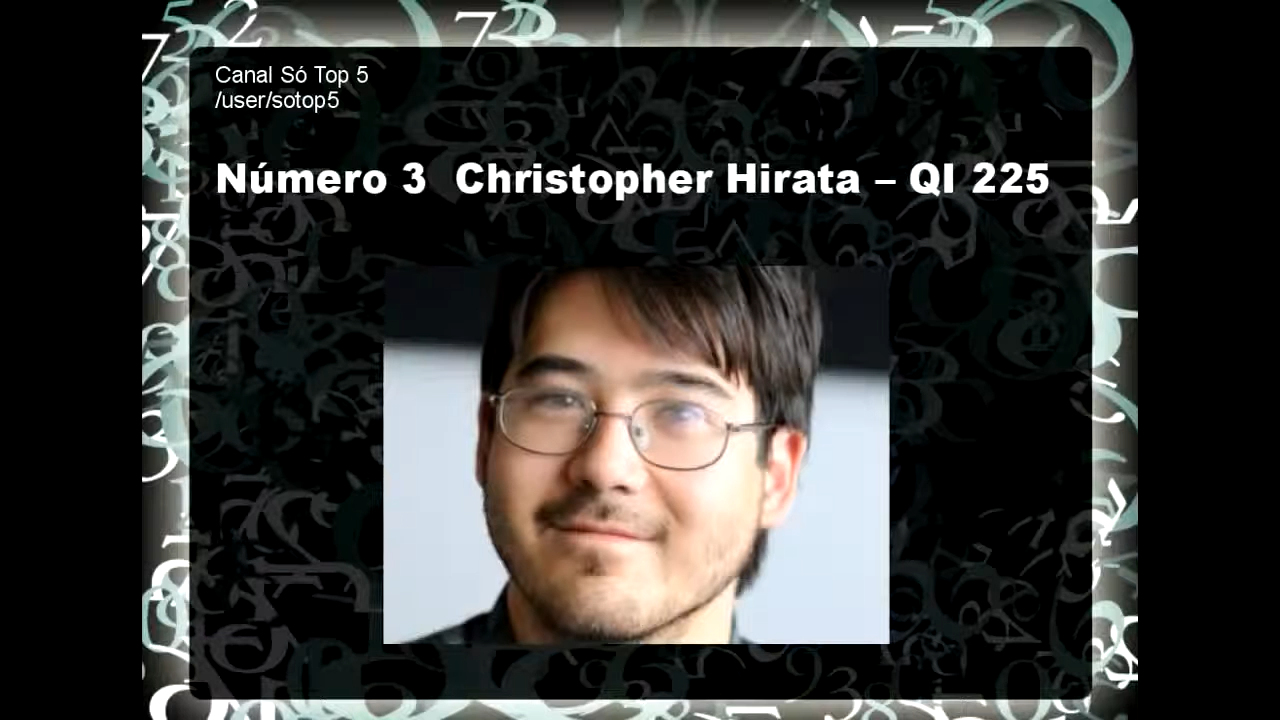 Canal Só Top 5
/user/sotop5
Número 3  Christopher Hirata – QI 225